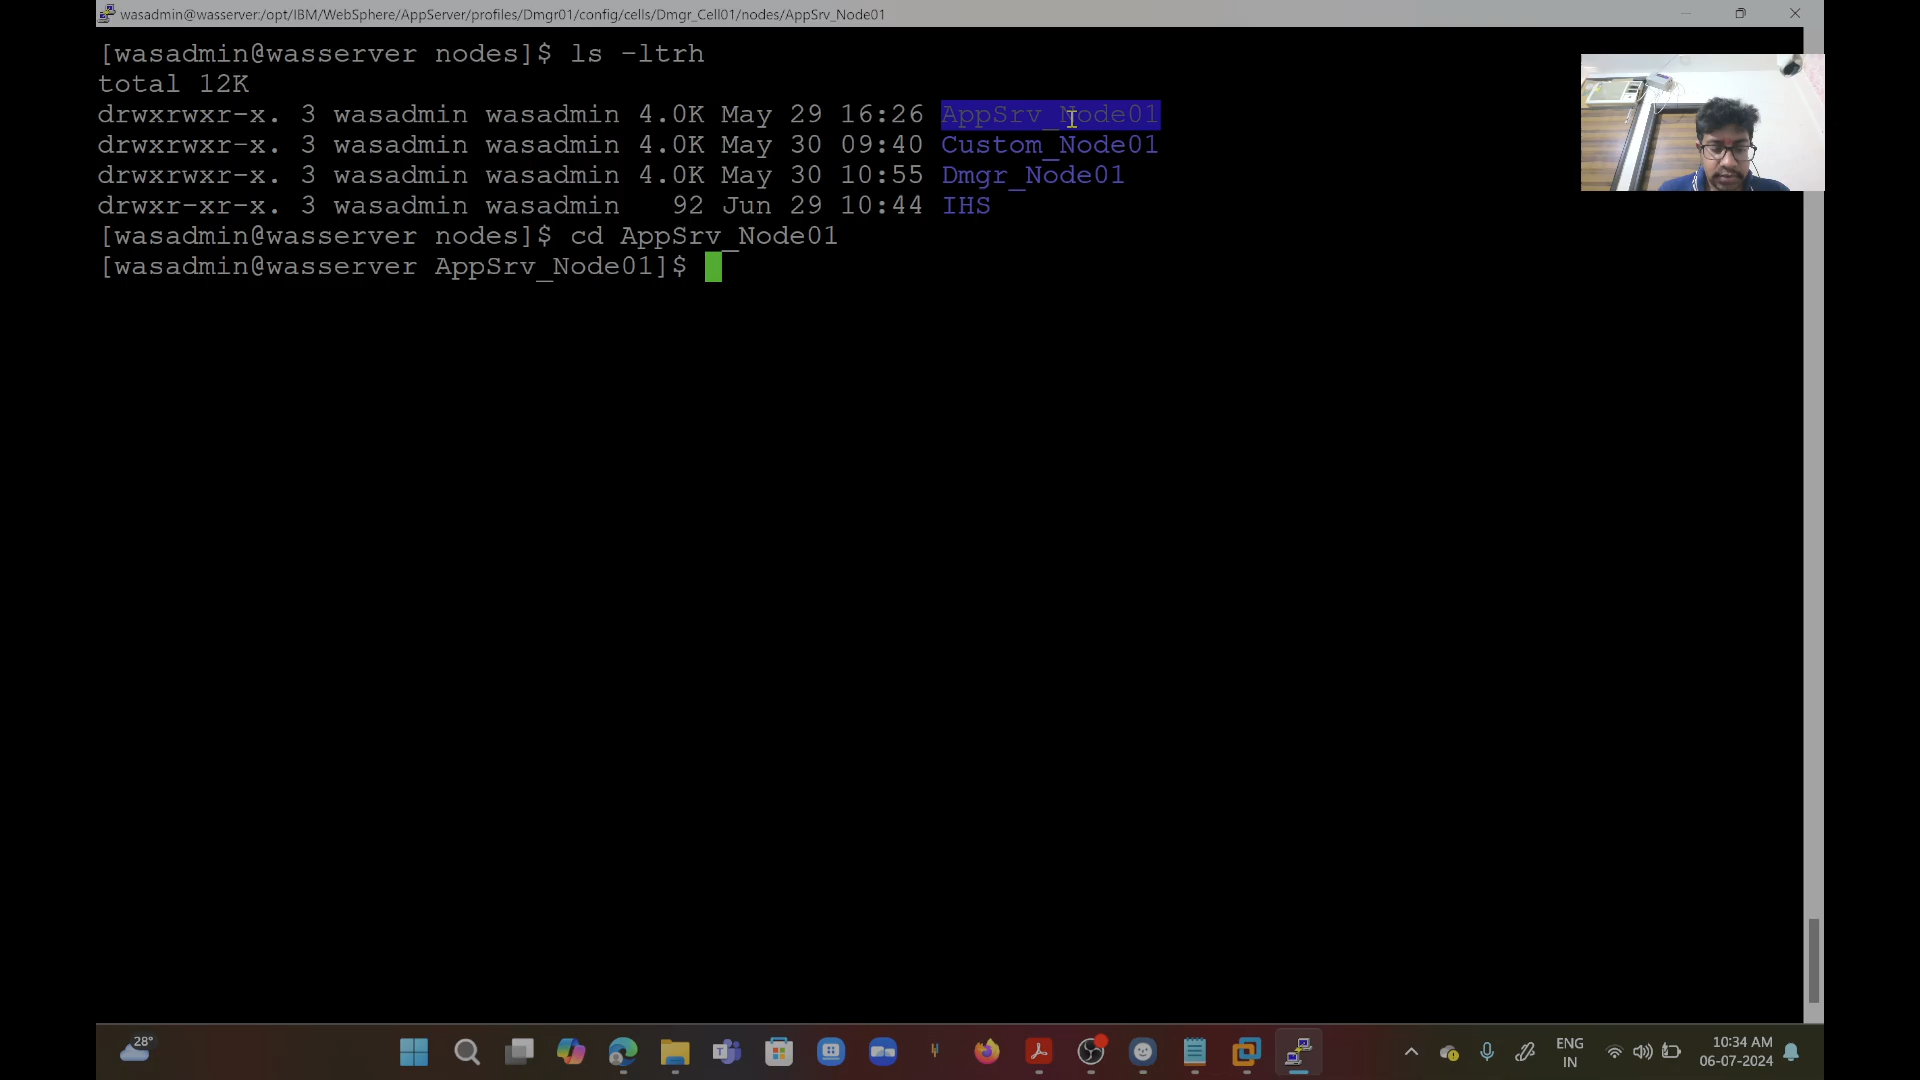 wasadmin@wasserver:/opt/IBM/WebSphere/AppServer/profiles/Dmgr01/config/cells/Dmgr_Cell01/nodes/AppSrv_Node01
[wasadmin@wasserver nodes]$ ls -ltrh
total 12K
drwxrwxr-x. 3 wasadmin wasadmin 4.0K May 29 16:26 AppSrv_Node01
drwxrwxr-x. 3 wasadmin wasadmin 4.0K May 30 09:40 Custom_Node01
drwxrwxr-x. 3 wasadmin wasadmin 4.0K May 30 10:55 Dmgr_Node01
drwxr-xr-x. 3 wasadmin wasadmin   92 Jun 29 10:44 IHS
[wasadmin@wasserver nodes]$ cd AppSrv_Node01
[wasadmin@wasserver AppSrv_Node01]$
28°
ENG
IN
10:34 AM
06-07-2024